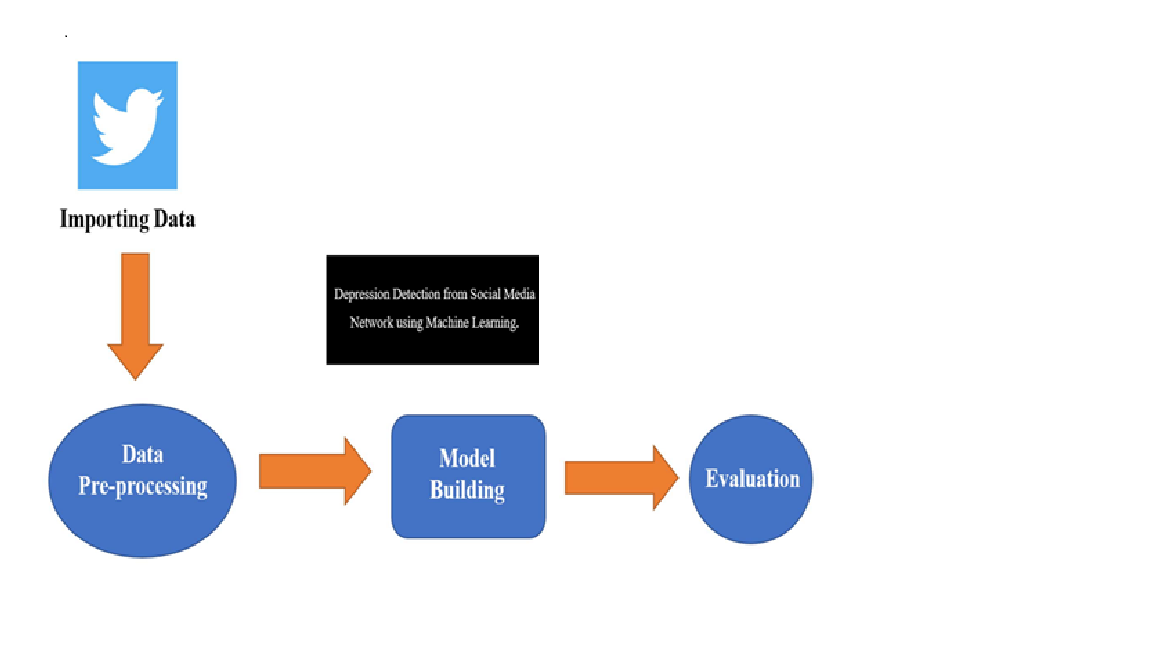 .
Importing Data
Depression Detection from Social Media
Network using Machine Learning.
Data
Pre-processing
Model
Building
Evaluation